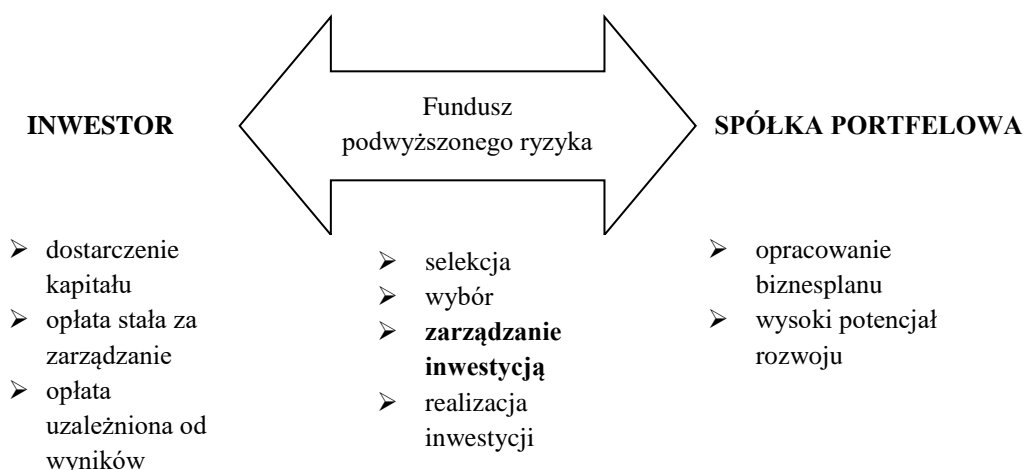 INWESTOR
Fundusz
podwyższonego ryzyka
SPÓŁKA PORTFELOWA
➢ dostarczenie
kapitału
➢ opłata stała za
zarządzanie
➢ opłata
uzależniona od
wyników
➢ selekcja
➢ wybór
➢ zarządzanie
inwestycją
➢ realizacja
inwestycji
➢ opracowanie
biznesplanu
➢ wysoki potencjał
rozwoju